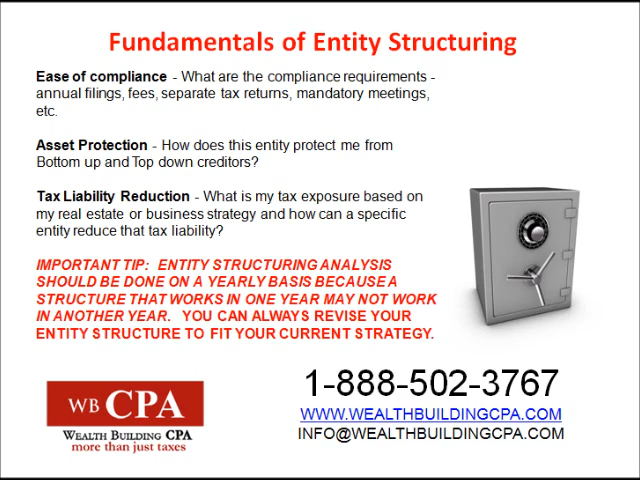 Fundamentals of Entity Structuring
Ease of compliance - What are the compliance requirements -
annual filings, fees, separate tax returns, mandatory meetings,
etc.
Asset Protection - How does this entity protect me from
Bottom up and Top down creditors?
Tax Liability Reduction - What is my tax exposure based on
my real estate or business strategy and how can a specific
entity reduce that tax liability?
IMPORTANT TIP: ENTITY STRUCTURING ANALYSIS
SHOULD BE DONE ON A YEARLY BASIS BECAUSE A
STRUCTURE THAT WORKS IN ONE YEAR MAY NOT WORK
IN ANOTHER YEAR. YOU CAN ALWAYS REVISE YOUR
ENTITY STRUCTURE TO FIT YOUR CURRENT STRATEGY.
WB CPA
WEALTH BUILDING CPA
more than just taxes
1-888-502-3767
WWW.WEALTHBUILDINGCPA.COM
INFO@WEALTHBUILDINGCPA.COM